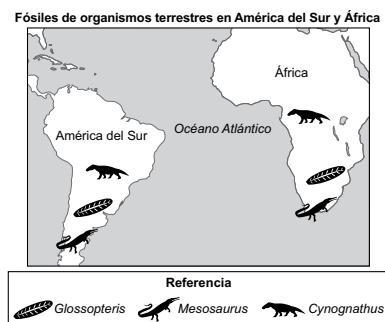 Fósiles de organismos terrestres en América del Sur y África
África
América del Sur
Océano Atlántico
Referencia
Glossopteris Mesosaurus Cynognathus